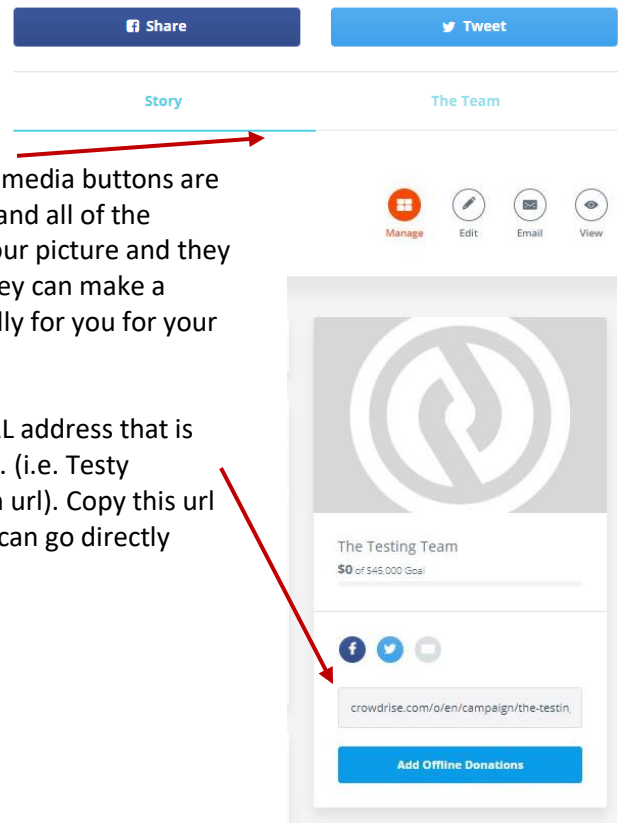 Share
Tweet
Story
The Team
media buttons are
and all of the
our picture and they
ey can make a
lly for you for your
L address that is
. (i.e. Testy
url). Copy this url
can go directly
Manage
Edit
Email
View
The Testing Team
$0 of $45,000 Goal
crowdrise.com/o/en/campaign/the-testin
Add Offline Donations